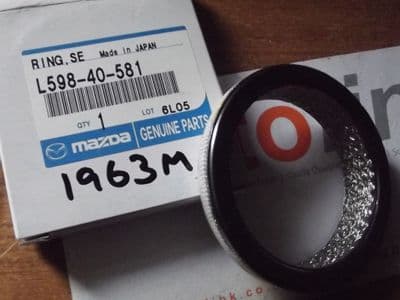 RING,SE Made in JAPAN
L598-40-581
QTY 1 LOT 6L05
mazda GENUINE PARTS
1963M